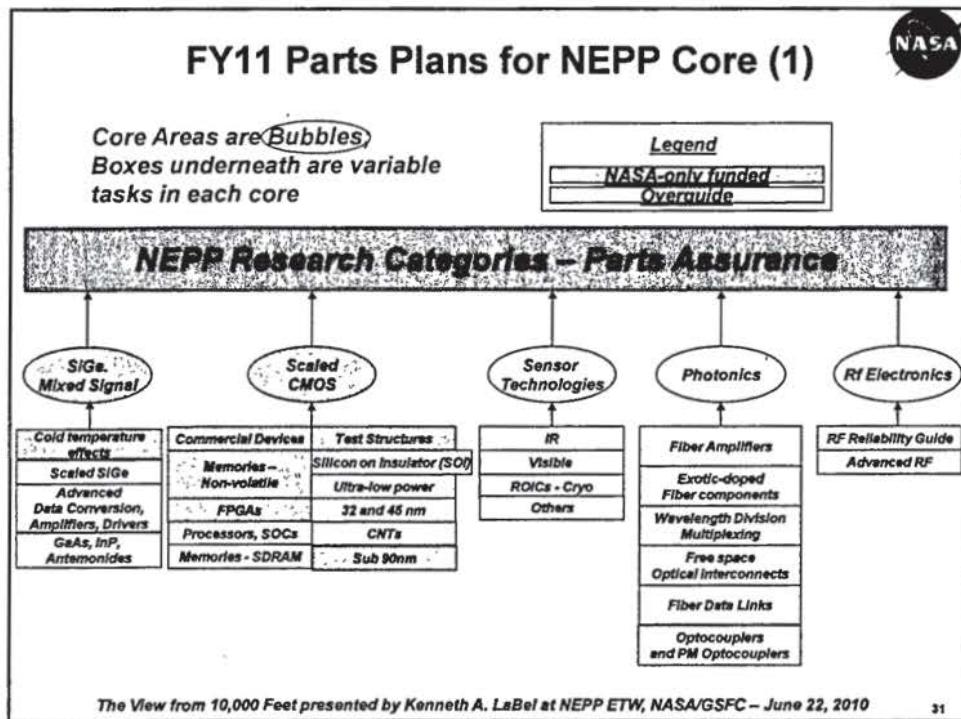 FY11 Parts Plans for NEPP Core (1)
NASA
Core Areas are Bubbles,
Boxes underneath are variable
tasks in each core
Legend
NASA-only funded
Overguide
NEPP Research Categories – Parts Assurance
SiGe.
Mixed Signal
Scaled
CMOS
Sensor
Technologies
Photonics
Rf Electronics
Cold temperature
effects
Scaled SiGe
Advanced
Data Conversion,
Amplifiers, Drivers
GaAs, InP,
Antemonides
Commercial Devices
Memories –
Non-volatile
FPGAs
Processors, SOCs
Memories - SDRAM
Test Structures
Silicon on Insulator (SOI)
Ultra-low power
32 and 45 nm
CNTs
Sub 90nm
IR
Visible
ROICs - Cryo
Others
Fiber Amplifiers
Exotic-doped
Fiber components
Wavelength Division
Multiplexing
Free space
Optical interconnects
Fiber Data Links
Optocouplers
and PM Optocouplers
RF Reliability Guide
Advanced RF
The View from 10,000 Feet presented by Kenneth A. LaBel at NEPP ETW, NASA/GSFC – June 22, 2010
31